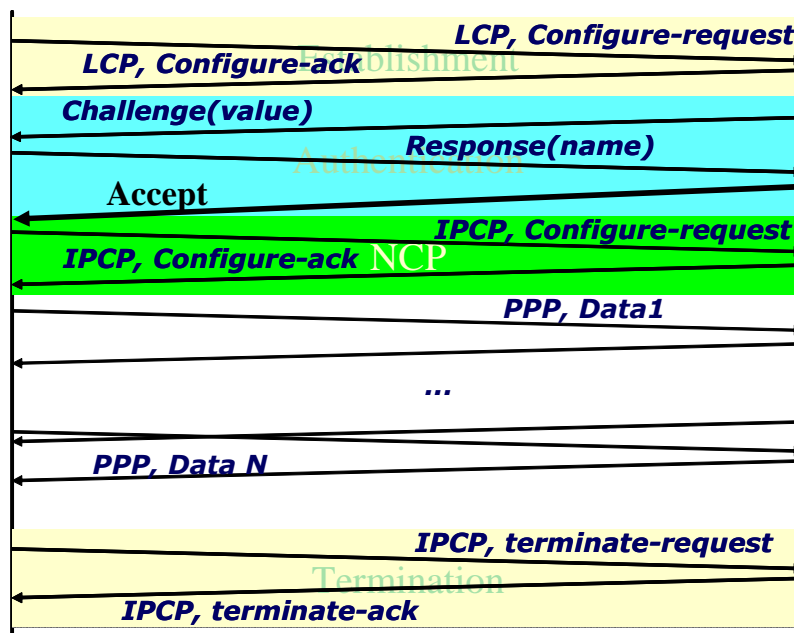 LCP, Configure-request
Establishment
LCP, Configure-ack
Challenge(value)
Response(name)
Authentication
Accept
IPCP, Configure-request
IPCP, Configure-ack
NCP
PPP, Data1
...
PPP, Data N
IPCP, terminate-request
Termination
IPCP, terminate-ack